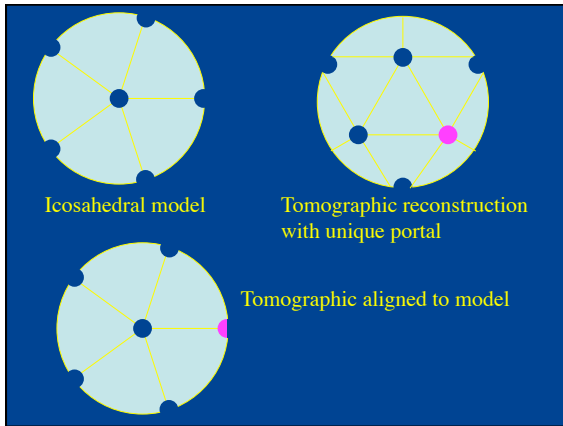 Icosahedral model
Tomographic reconstruction
with unique portal
Tomographic aligned to model